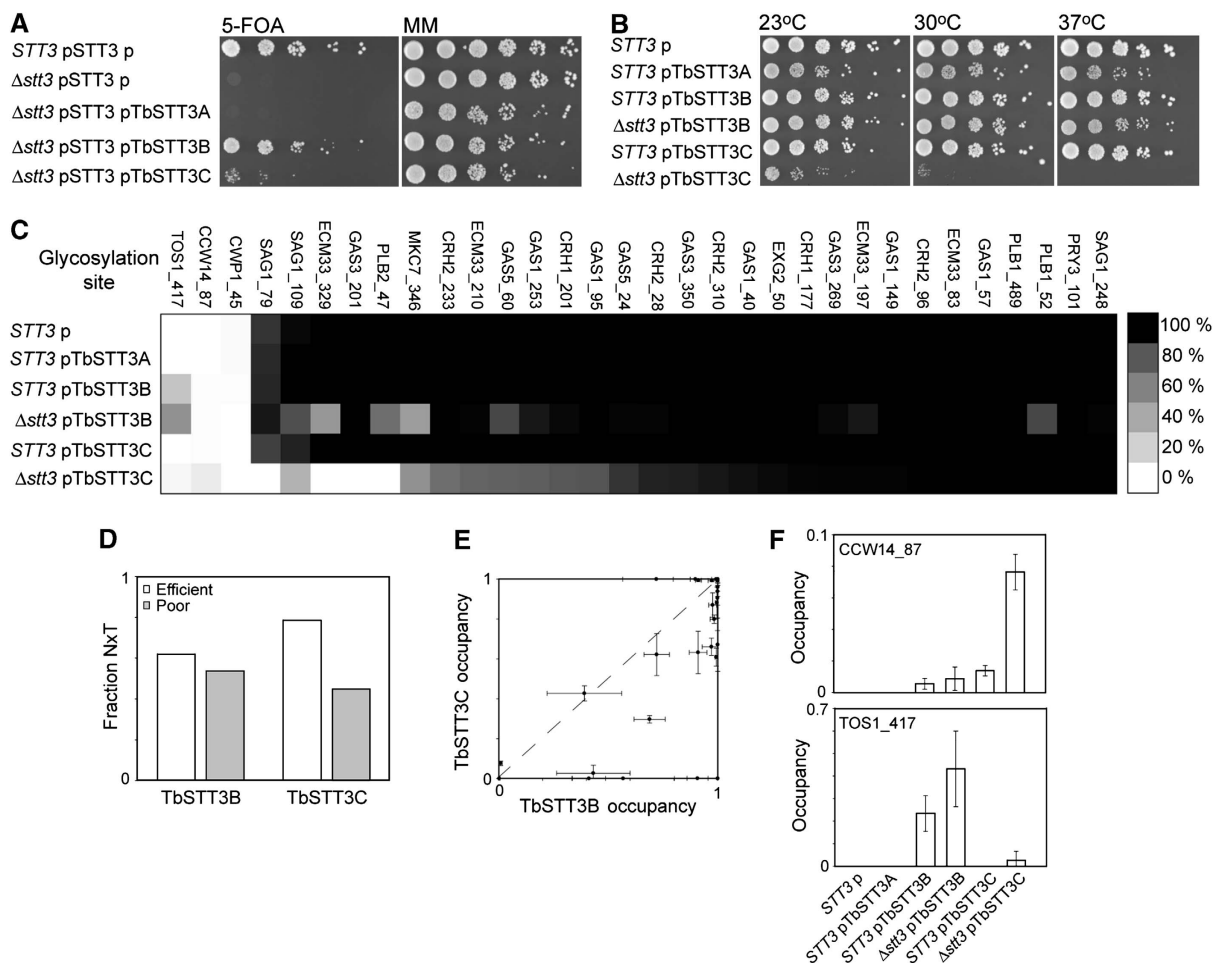 A
5-FOA
MM
STT3 pSTT3 p
Δstt3 pSTT3 p
Δstt3 pSTT3 pTbSTT3A
Δstt3 pSTT3 pTbSTT3B
Δstt3 pSTT3 pTbSTT3C
B
23°C
30°C
37°C
STT3 p
STT3 pTbSTT3A
STT3 pTbSTT3B
Δstt3 pTbSTT3B
STT3 pTbSTT3C
Δstt3 pTbSTT3C
C
Glycosylation
site
TOS1_417
CCW14_87
CWP1_45
SAG1_79
SAG1_109
ECM33_329
GAS3_201
PLB2_47
MKC7_346
CRH2_233
ECM33_210
GAS5_60
GAS1_253
CRH1_201
GAS1_95
GAS5_24
CRH2_28
GAS3_350
CRH2_310
GAS1_40
EXG2_50
CRH1_177
GAS3_269
ECM33_197
GAS1_149
CRH2_96
ECM33_83
GAS1_57
PLB1_489
PLB1_52
PRY3_101
SAG1_248
STT3 p
STT3 pTbSTT3A
STT3 pTbSTT3B
Δstt3 pTbSTT3B
STT3 pTbSTT3C
Δstt3 pTbSTT3C
100 %
80 %
60 %
40 %
20 %
0 %
D
1
Efficient
Poor
Fraction NxT
0
TbSTT3B
TbSTT3C
E
1
TbSTT3C occupancy
0
0
1
TbSTT3B occupancy
F
0.1
CCW14_87
Occupancy
0
0.7
TOS1_417
Occupancy
0
STT3 p
STT3 pTbSTT3A
STT3 pTbSTT3B
Δstt3 pTbSTT3B
STT3 pTbSTT3C
Δstt3 pTbSTT3C